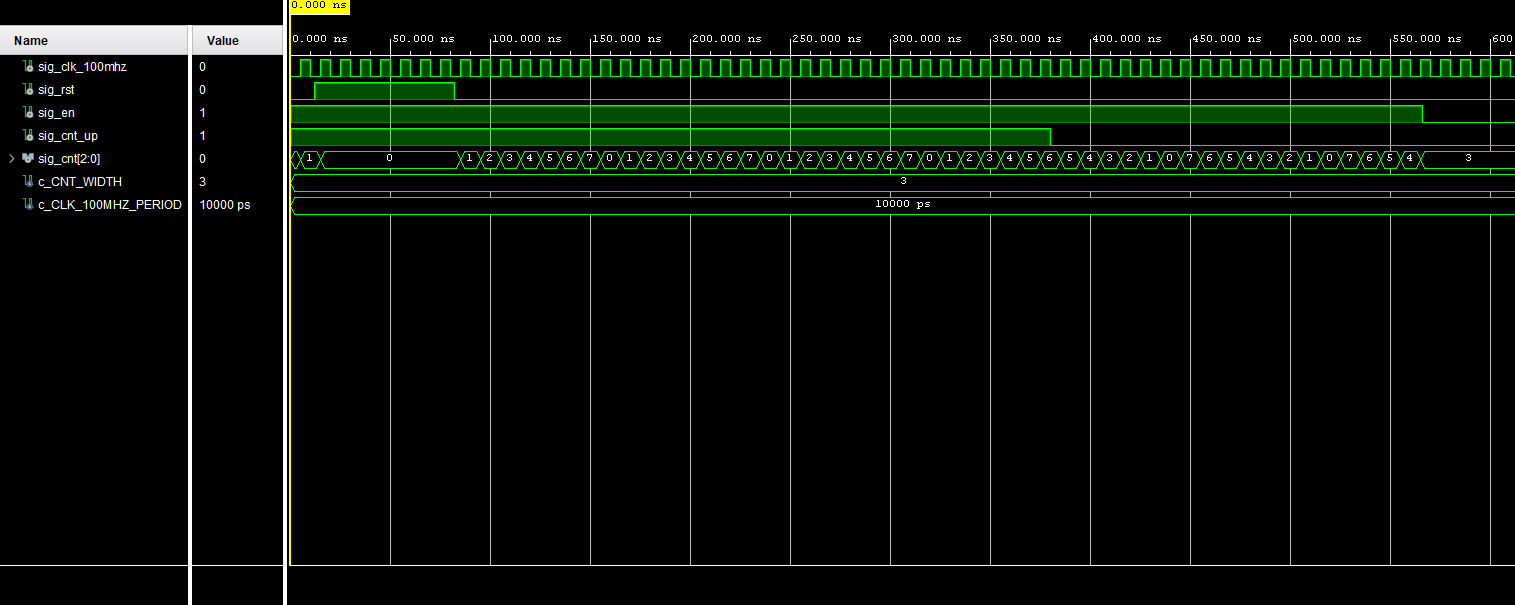 0.000 ns
Name Value
0.000 ns 50.000 ns 100.000 ns 150.000 ns 200.000 ns 250.000 ns 300.000 ns 350.000 ns 400.000 ns 450.000 ns 500.000 ns 550.000 ns 600
sig_clk_100mhz 0
sig_rst 0
sig_en 1
sig_cnt_up 1
sig_cnt[2:0] 0 1 0 1 2 3 4 5 6 7 0 1 2 3 4 5 6 7 0 1 2 3 4 5 6 7 0 1 2 3 4 5 6 5 4 3 2 1 0 7 6 5 4 3 2 1 0 7 6 5 4 3
c_CNT_WIDTH 3 3
c_CLK_100MHZ_PERIOD 10000 ps 10000 ps